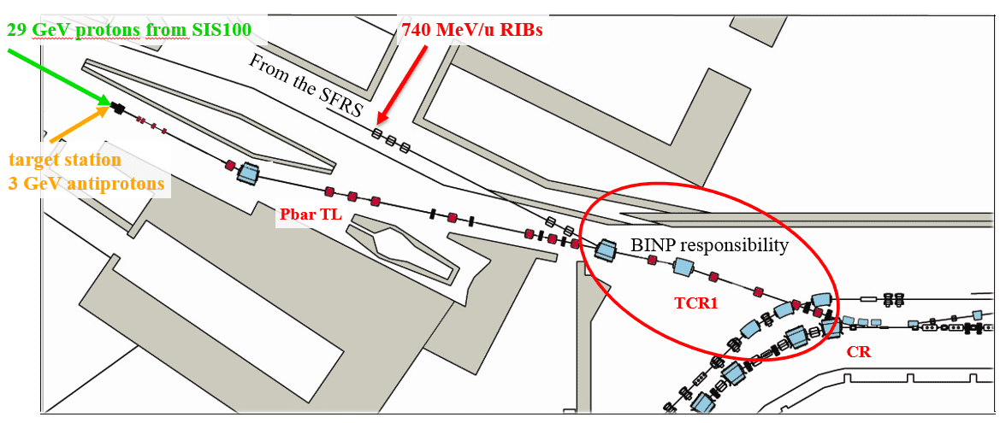 29 GeV protons from SIS100
740 MeV/u RIBs
From the SFRS
target station
3 GeV antiprotons
Pbar TL
BINP responsibility
TCR1
CR